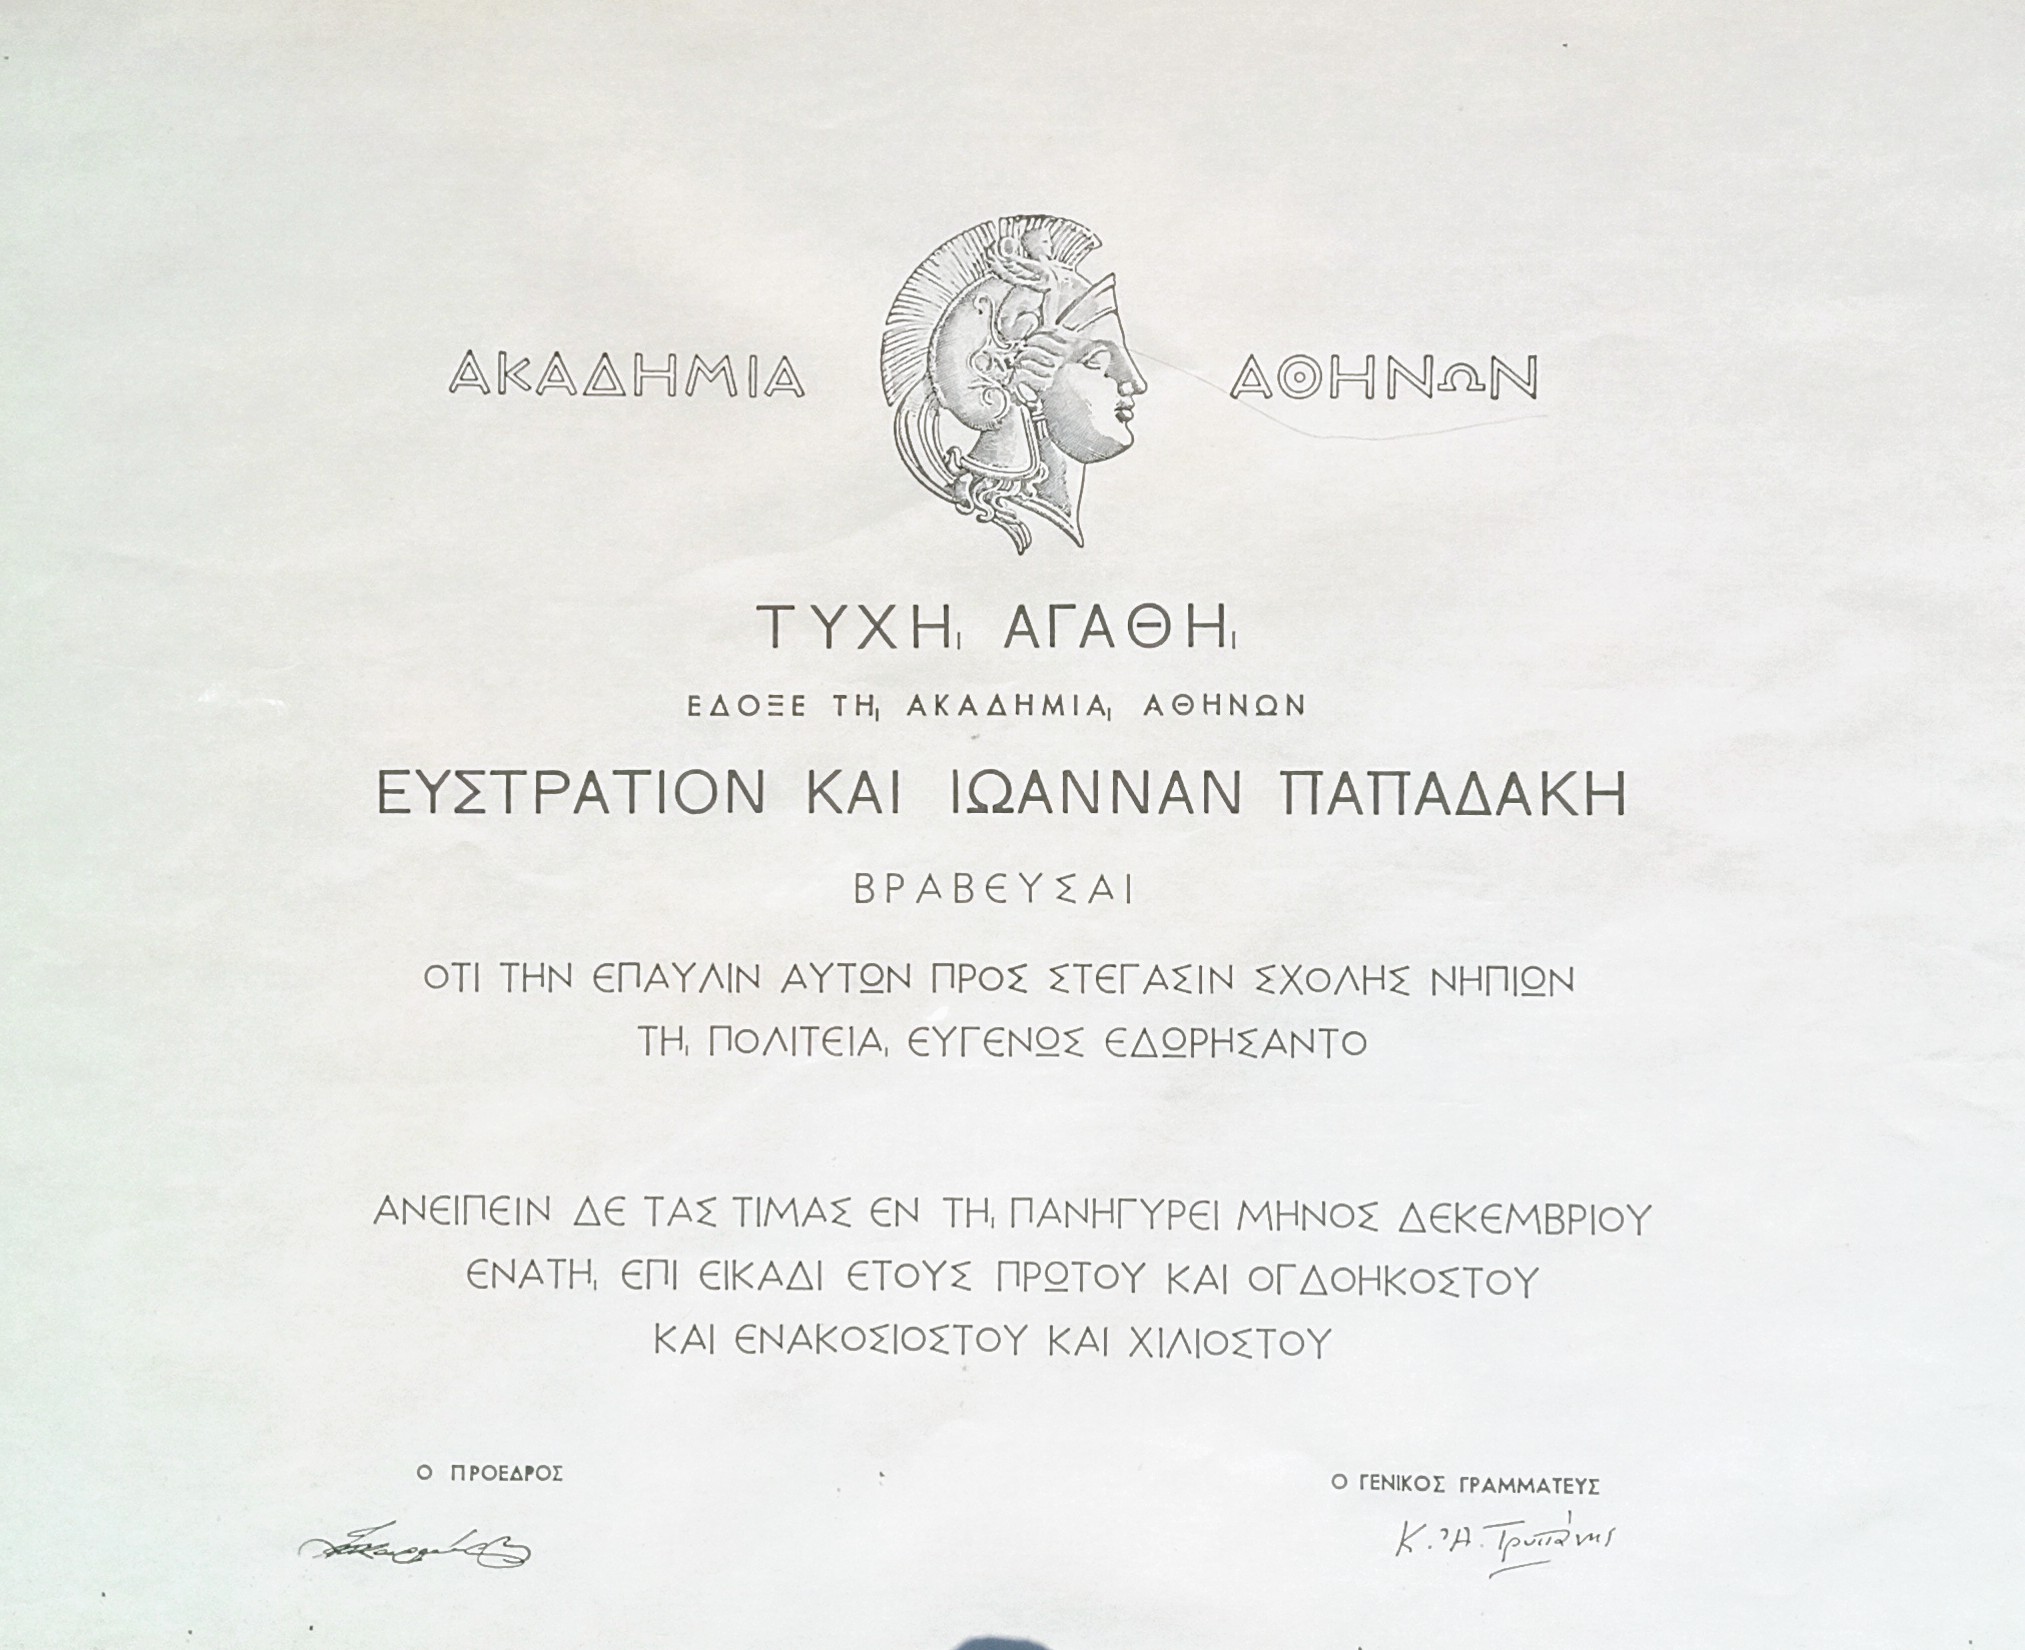 ΑΚΑΔΗΜΙΑ ΑΘΗΝΩΝ
ΤΥΧΗι ΑΓΑΘΗι
ΕΔΟΞΕ ΤΗι ΑΚΑΔΗΜΙΑι ΑΘΗΝΩΝ
ΕΥΣΤΡΑΤΙΟΝ ΚΑΙ ΙΩΑΝΝΑΝ ΠΑΠΑΔΑΚΗ
ΒΡΑΒΕΥΣΑΙ
ΟΤΙ ΤΗΝ ΕΠΑΥΛΙΝ ΑΥΤΩΝ ΠΡΟΣ ΣΤΕΓΑΣΙΝ ΣΧΟΛΗΣ ΝΗΠΙΩΝ
ΤΗι ΠΟΛΙΤΕΙΑι ΕΥΓΕΝΩΣ ΕΔΩΡΗΣΑΝΤΟ
ΑΝΕΙΠΕΙΝ ΔΕ ΤΑΣ ΤΙΜΑΣ ΕΝ ΤΗι ΠΑΝΗΓΥΡΕΙ ΜΗΝΟΣ ΔΕΚΕΜΒΡΙΟΥ
ΕΝΑΤΗι ΕΠΙ ΕΙΚΑΔΙ ΕΤΟΥΣ ΠΡΩΤΟΥ ΚΑΙ ΟΓΔΟΗΚΟΣΤΟΥ
ΚΑΙ ΕΝΑΚΟΣΙΟΣΤΟΥ ΚΑΙ ΧΙΛΙΟΣΤΟΥ
Ο ΠΡΟΕΔΡΟΣ
Ο ΓΕΝΙΚΟΣ ΓΡΑΜΜΑΤΕΥΣ
Κ. Ἀ. Τρυπάνης